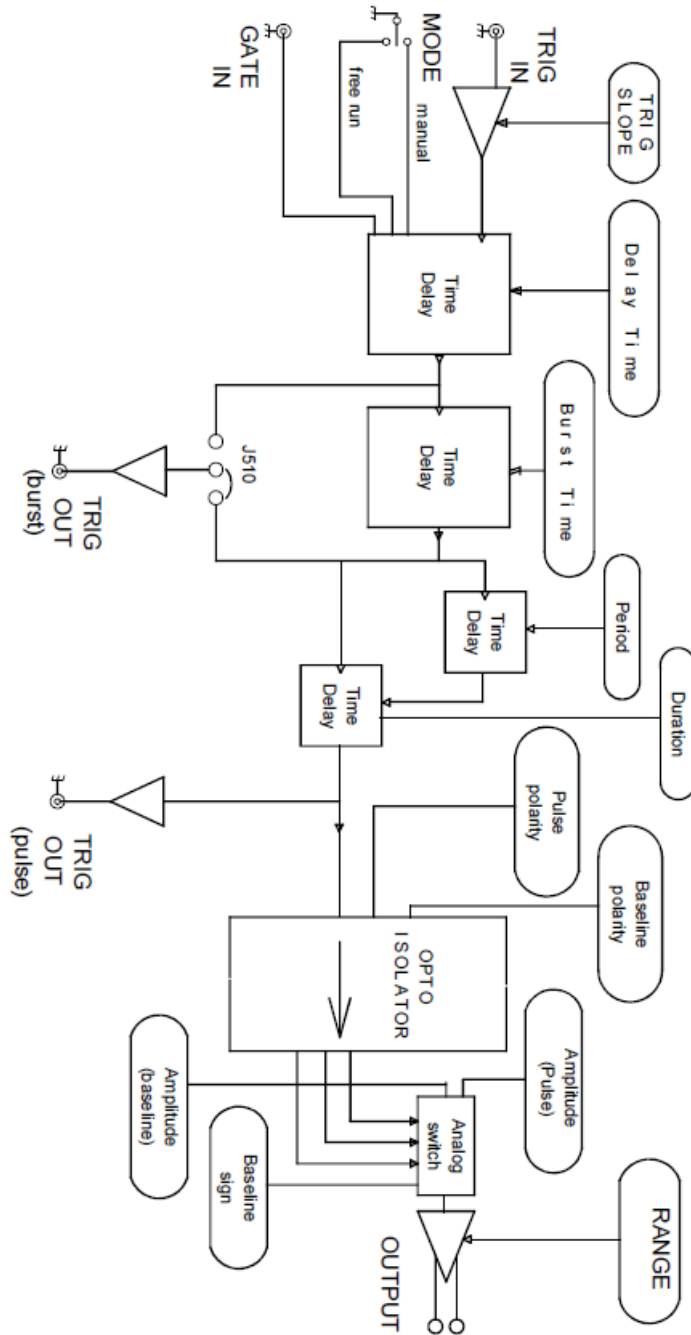 TRIG
SLOPE
TRIG
IN
MODE
manual
free run
GATE
IN
Delay Time
Time
Delay
Burst Time
Time
Delay
J510
TRIG
OUT
(burst)
Period
Time
Delay
Duration
Time
Delay
TRIG
OUT
(pulse)
Pulse
polarity
Baseline
polarity
OPTO
ISOLATOR
Amplitude
(Pulse)
Amplitude
(baseline)
Analog
switch
Baseline
sign
RANGE
OUTPUT